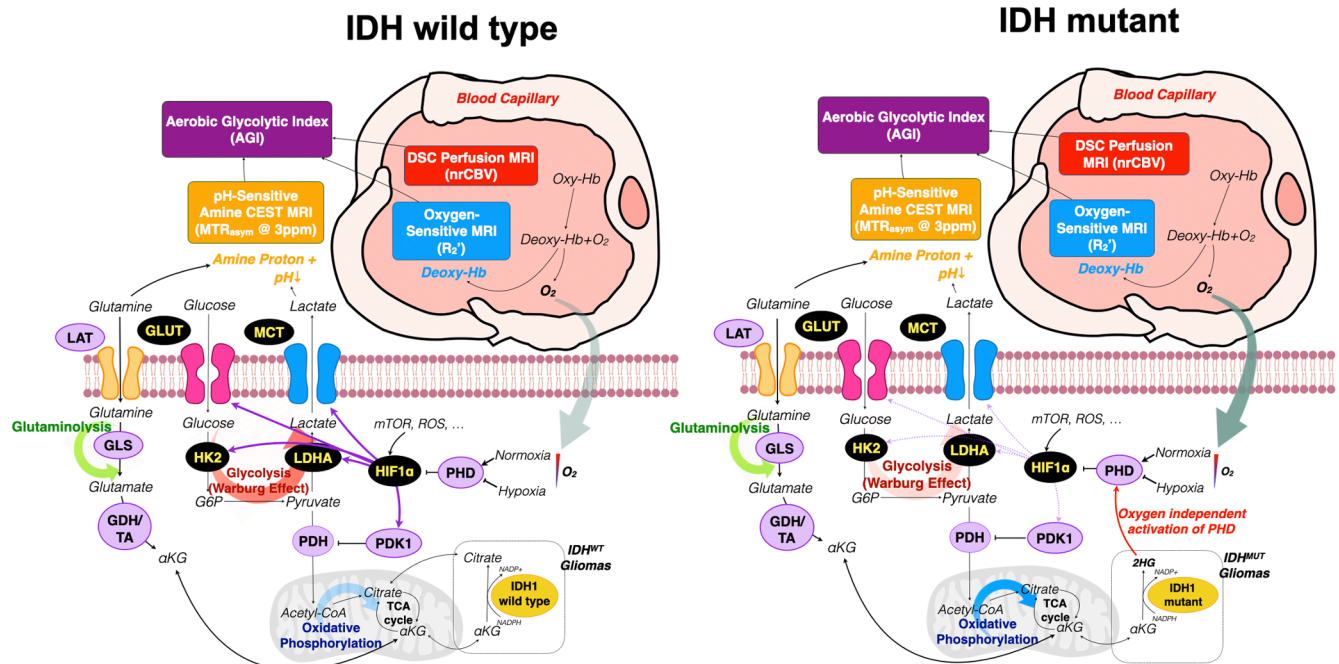 IDH wild type
Blood Capillary
Aerobic Glycolytic Index
(AGI)
DSC Perfusion MRI
(nrCBV)
pH-Sensitive
Amine CEST MRI
(MTRasym @ 3ppm)
Oxygen-
Sensitive MRI
(R2')
Oxy-Hb
Deoxy-Hb+O2
Deoxy-Hb
O2
Amine Proton +
pH↓
Glutamine
Glucose
Lactate
LAT
GLUT
MCT
Glutamine
Glucose
Lactate
mTOR, ROS, ...
Glutaminolysis
GLS
HK2
LDHA
HIF1α
PHD
Normoxia
Hypoxia
O2
Glycolysis
(Warburg Effect)
Glutamate
G6P
Pyruvate
GDH/
TA
αKG
PDH
PDK1
IDHWT
Gliomas
Citrate
NADP+
IDH1
wild type
NADPH
αKG
Acetyl-CoA
Citrate
TCA
cycle
αKG
Oxidative
Phosphorylation
IDH mutant
Blood Capillary
Aerobic Glycolytic Index
(AGI)
DSC Perfusion
MRI (nrCBV)
pH-Sensitive
Amine CEST MRI
(MTRasym @ 3ppm)
Oxygen-
Sensitive MRI
(R2')
Oxy-Hb
Deoxy-Hb+O2
Deoxy-Hb
O2
Amine Proton +
pH↓
Glutamine
Glucose
Lactate
LAT
GLUT
MCT
Glutamine
Glucose
Lactate
mTOR, ROS, ...
Glutaminolysis
GLS
HK2
LDHA
HIF1α
PHD
Normoxia
Hypoxia
O2
Glycolysis
(Warburg Effect)
Glutamate
G6P
Pyruvate
Oxygen independent
activation of PHD
GDH/
TA
αKG
PDH
PDK1
IDHMUT
Gliomas
2HG
NADP+
IDH1
mutant
NADPH
αKG
Acetyl-CoA
Citrate
TCA
cycle
αKG
Oxidative
Phosphorylation